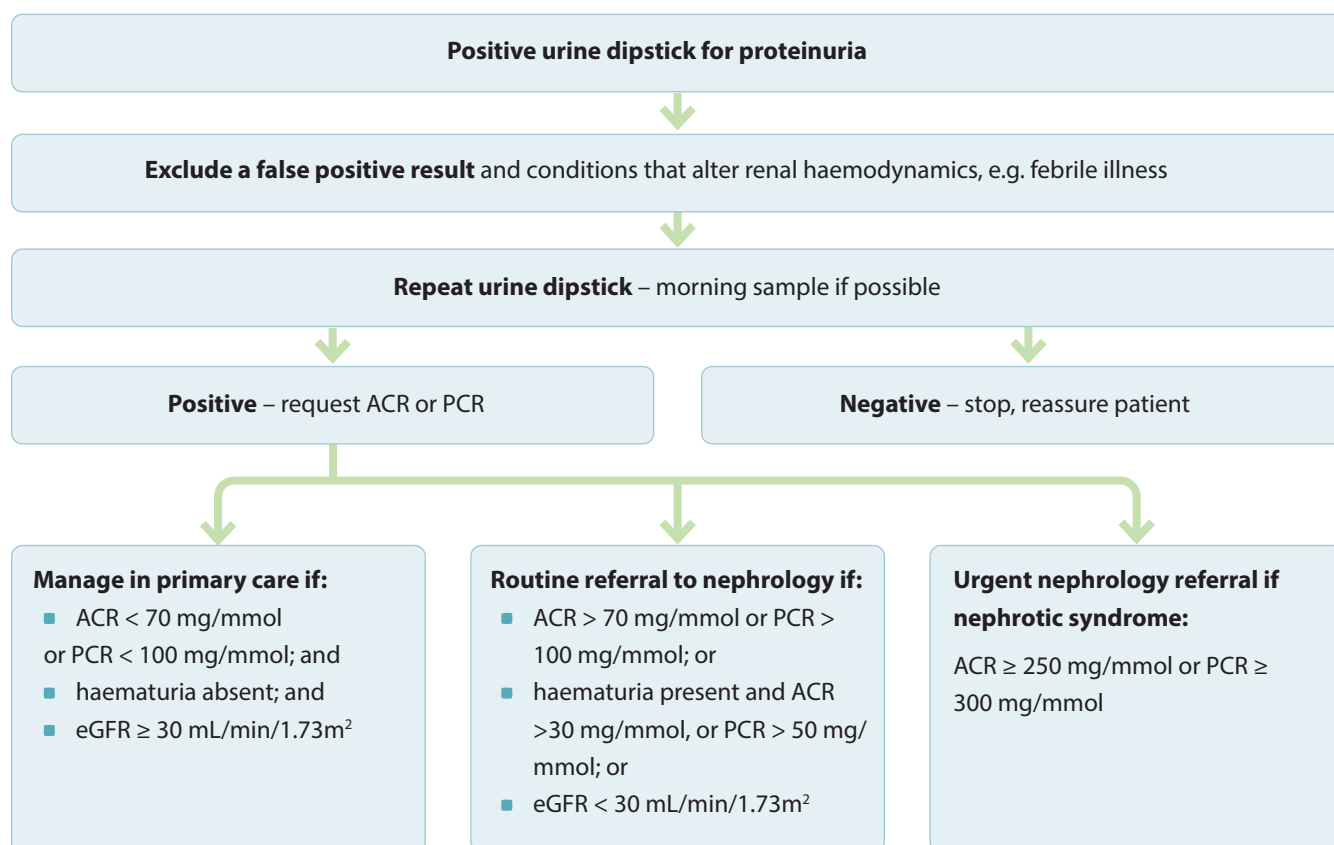 Positive urine dipstick for proteinuria
Exclude a false positive result and conditions that alter renal haemodynamics, e.g. febrile illness
Repeat urine dipstick – morning sample if possible
Positive – request ACR or PCR
Negative – stop, reassure patient
Manage in primary care if:
ACR < 70 mg/mmol
or PCR < 100 mg/mmol; and
haematuria absent; and
eGFR ≥ 30 mL/min/1.73m²
Routine referral to nephrology if:
ACR > 70 mg/mmol or PCR >
100 mg/mmol; or
haematuria present and ACR
>30 mg/mmol, or PCR > 50 mg/
mmol; or
eGFR < 30 mL/min/1.73m²
Urgent nephrology referral if
nephrotic syndrome:
ACR ≥ 250 mg/mmol or PCR ≥
300 mg/mmol